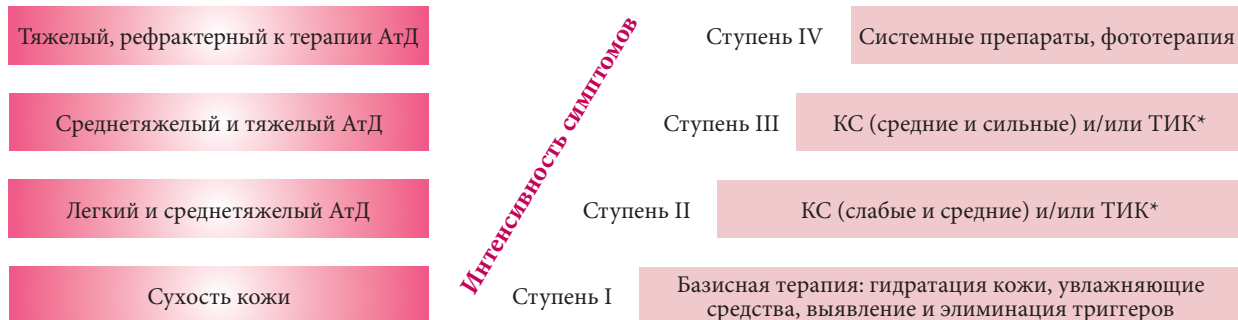 Тяжелый, рефрактерный к терапии АтД
Ступень IV
Системные препараты, фототерапия
Среднетяжелый и тяжелый АтД
Ступень III
КС (средние и сильные) и/или ТИК*
Легкий и среднетяжелый АтД
Ступень II
КС (слабые и средние) и/или ТИК*
Сухость кожи
Ступень I
Базисная терапия: гидратация кожи, увлажняющие
средства, выявление и элиминация триггеров
Интенсивность симптомов